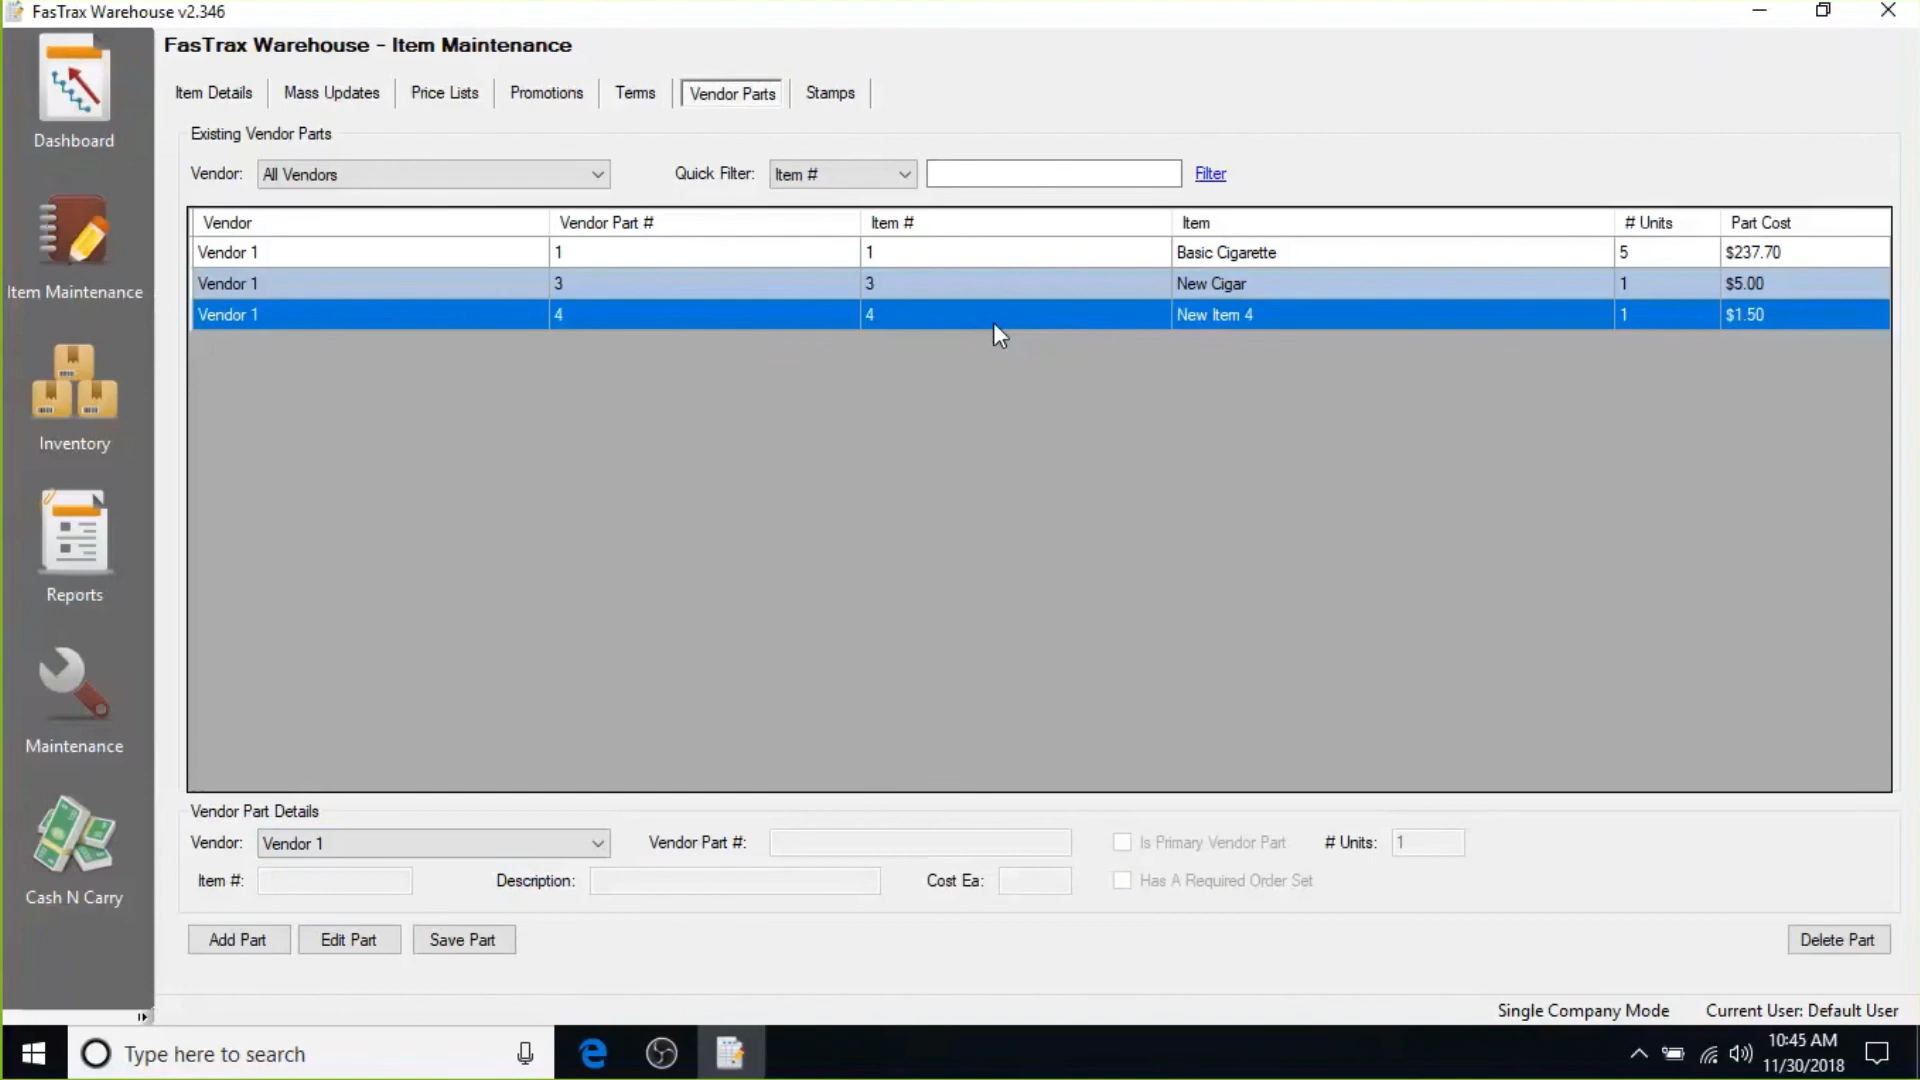 FasTrax Warehouse v2.346
FasTrax Warehouse - Item Maintenance
Item Details Mass Updates Price Lists Promotions Terms Vendor Parts Stamps
Existing Vendor Parts
Vendor: All Vendors Quick Filter: Item # Filter
Vendor Vendor Part # Item # Item # Units Part Cost
Vendor 1 1 1 Basic Cigarette 5 $237.70
Vendor 1 3 3 New Cigar 1 $5.00
Vendor 1 4 4 New Item 4 1 $1.50
Dashboard
Item Maintenance
Inventory
Reports
Maintenance
Cash N Carry
Vendor Part Details
Vendor: Vendor 1 Vendor Part #: Is Primary Vendor Part # Units: 1
Item #: Description: Cost Ea: Has A Required Order Set
Add Part Edit Part Save Part Delete Part
Single Company Mode Current User: Default User
Type here to search
10:45 AM
11/30/2018